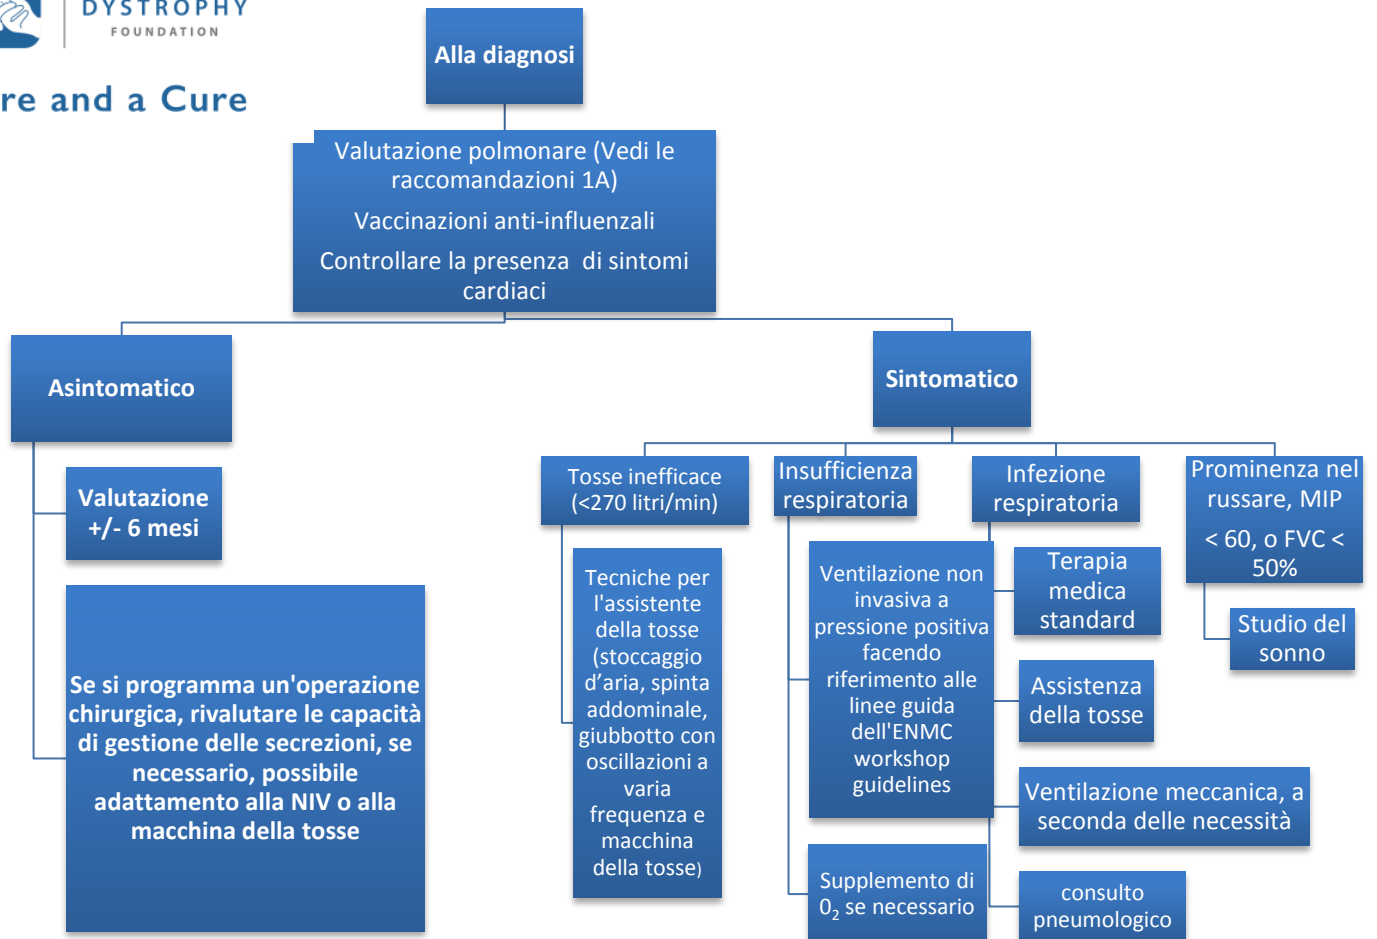 DYSTROPHY
FOUNDATION
re and a Cure
Alla diagnosi
Valutazione polmonare (Vedi le
raccomandazioni 1A)
Vaccinazioni anti-influenzali
Controllare la presenza  di sintomi
cardiaci
Asintomatico
Valutazione
+/- 6 mesi
Se si programma un'operazione
chirurgica, rivalutare le capacità
di gestione delle secrezioni, se
necessario, possibile
adattamento alla NIV o alla
macchina della tosse
Sintomatico
Tosse inefficace
(<270 litri/min)
Tecniche per
l'assistente
della tosse
(stoccaggio
d’aria, spinta
addominale,
giubbotto con
oscillazioni a
varia
frequenza e
macchina
della tosse)
Insufficienza
respiratoria
Ventilazione non
invasiva a
pressione positiva
facendo
riferimento alle
linee guida
dell'ENMC
workshop
guidelines
Supplemento di
0₂ se necessario
Infezione
respiratoria
Terapia
medica
standard
Assistenza
della tosse
Ventilazione meccanica, a
seconda delle necessità
consulto
pneumologico
Prominenza nel
russare, MIP
< 60, o FVC <
50%
Studio del
sonno